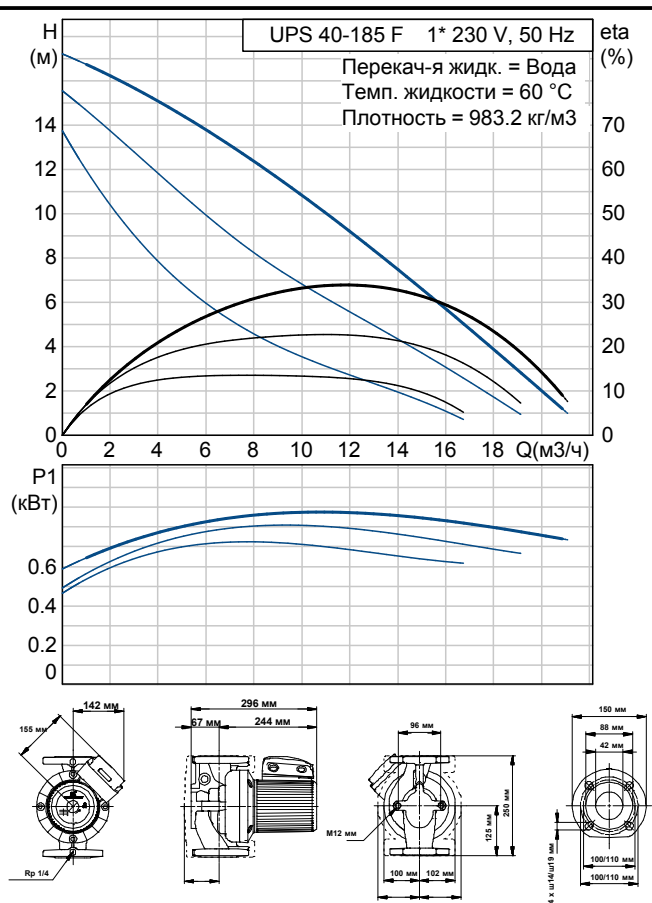 H
(м)
UPS 40-185 F 1* 230 V, 50 Hz
eta
(%)
Перекач-я жидк. = Вода
Темп. жидкости = 60 °C
Плотность = 983.2 кг/м3
14
70
12
60
10
50
8
40
6
30
4
20
2
10
0
0
0 2 4 6 8 10 12 14 16 18 Q(м3/ч)
P1
(кВт)
0.6
0.4
0.2
0
142 мм
155 мм
Rp 1/4
296 мм
67 мм
244 мм
96 мм
M12 мм
125 мм
250 мм
100 мм
102 мм
150 мм
88 мм
42 мм
4 x ш14/ш19 мм
100/110 мм
100/110 мм